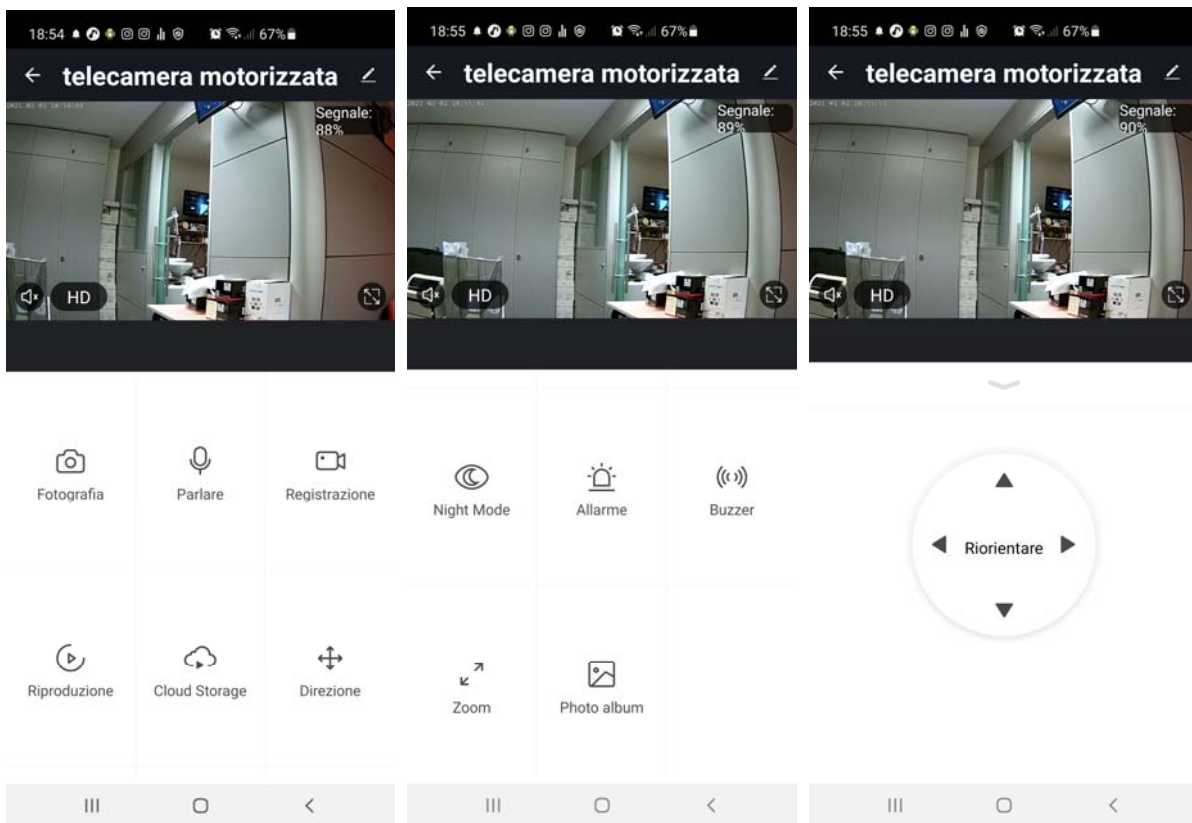 18:54
67%
telecamera motorizzata
Segnale:
88%
HD
Fotografia
Parlare
Registrazione
Riproduzione
Cloud Storage
Direzione
18:55
67%
telecamera motorizzata
Segnale:
89%
HD
Night Mode
Allarme
Buzzer
Zoom
Photo album
18:55
67%
telecamera motorizzata
Segnale:
90%
HD
Riorientare